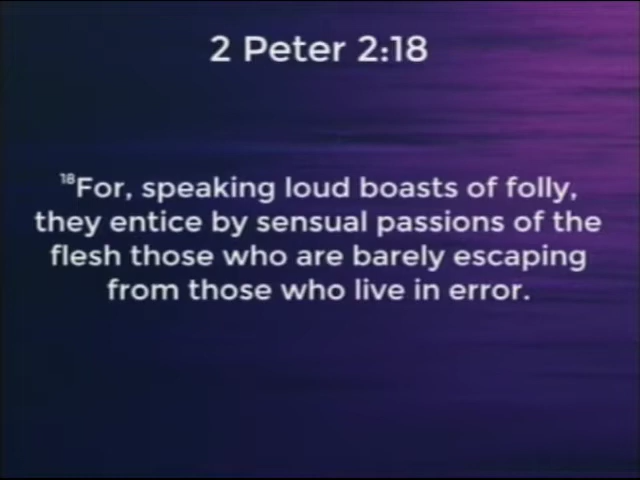 2 Peter 2:18
18For, speaking loud boasts of folly,
they entice by sensual passions of the
flesh those who are barely escaping
from those who live in error.